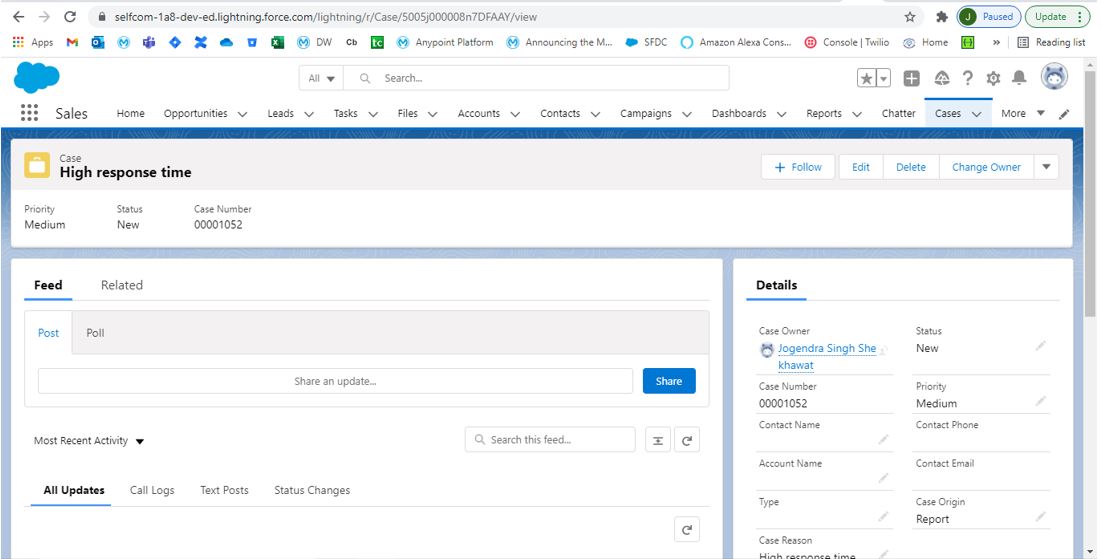 selfcom-1a8-dev-ed.lightning.force.com/lightning/r/Case/5005j000008n7DFAAY/view
J Paused Update
Apps DW Cb tc Anypoint Platform Announcing the M... SFDC Amazon Alexa Cons... Console | Twilio Home {·} » Reading list
All Search...
Sales Home Opportunities Leads Tasks Files Accounts Contacts Campaigns Dashboards Reports Chatter Cases More
Case
High response time
+ Follow Edit Delete Change Owner
Priority Status Case Number
Medium New 00001052
Feed Related
Post Poll
Share an update... Share
Most Recent Activity Search this feed...
All Updates Call Logs Text Posts Status Changes
Details
Case Owner Status
Jogendra Singh She New
khawat
Case Number Priority
00001052 Medium
Contact Name Contact Phone
Account Name Contact Email
Type Case Origin
Report
Case Reason
High response time